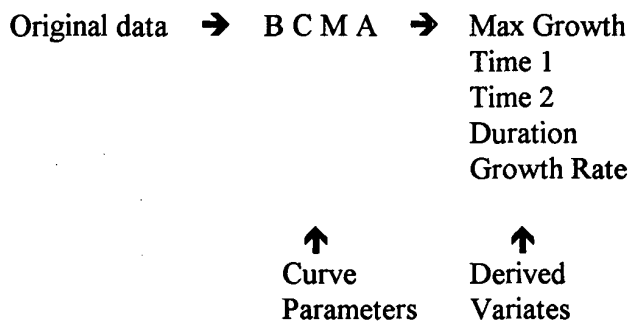 Original data → B C M A → Max Growth
Time 1
Time 2
Duration
Growth Rate
↑ ↑
Curve Derived
Parameters Variates